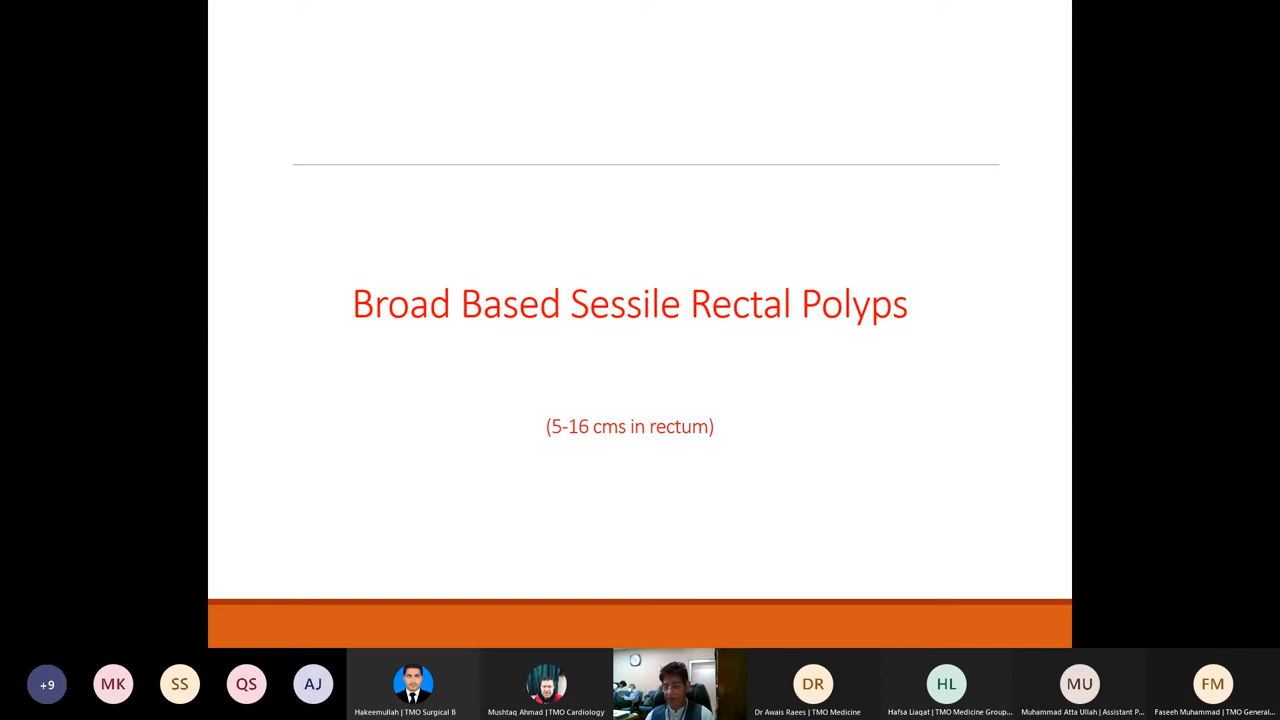 Broad Based Sessile Rectal Polyps
(5-16 cms in rectum)
+9
MK
SS
QS
AJ
Hakeemullah | TMO Surgical B
Mushtaq Ahmad | TMO Cardiology
DR
Dr Awais Raees | TMO Medicine
HL
Hafsa Liaqat | TMO Medicine Group...
MU
Muhammad Atta Ullah | Assistant P...
FM
Faseeh Muhammad | TMO General...